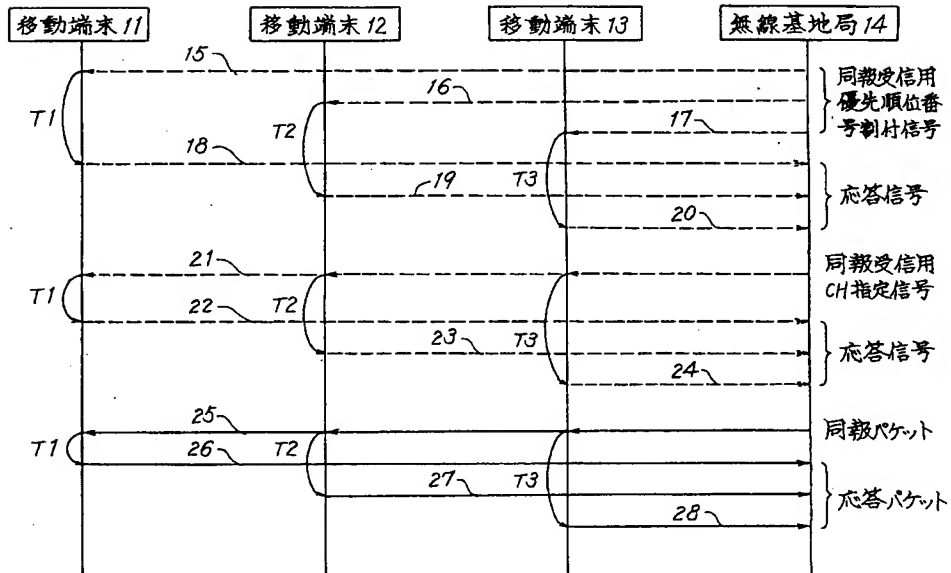 移動端末11
移動端末12
移動端末13
無線基地局14
15
同報受信用
優先順位番
号割付信号
16
T1
T2
17
18
19
T3
応答信号
20
21
同報受信用
CH指定信号
T1
22
T2
23
T3
応答信号
24
25
同報パケット
T1
26
T2
27
T3
応答パケット
28